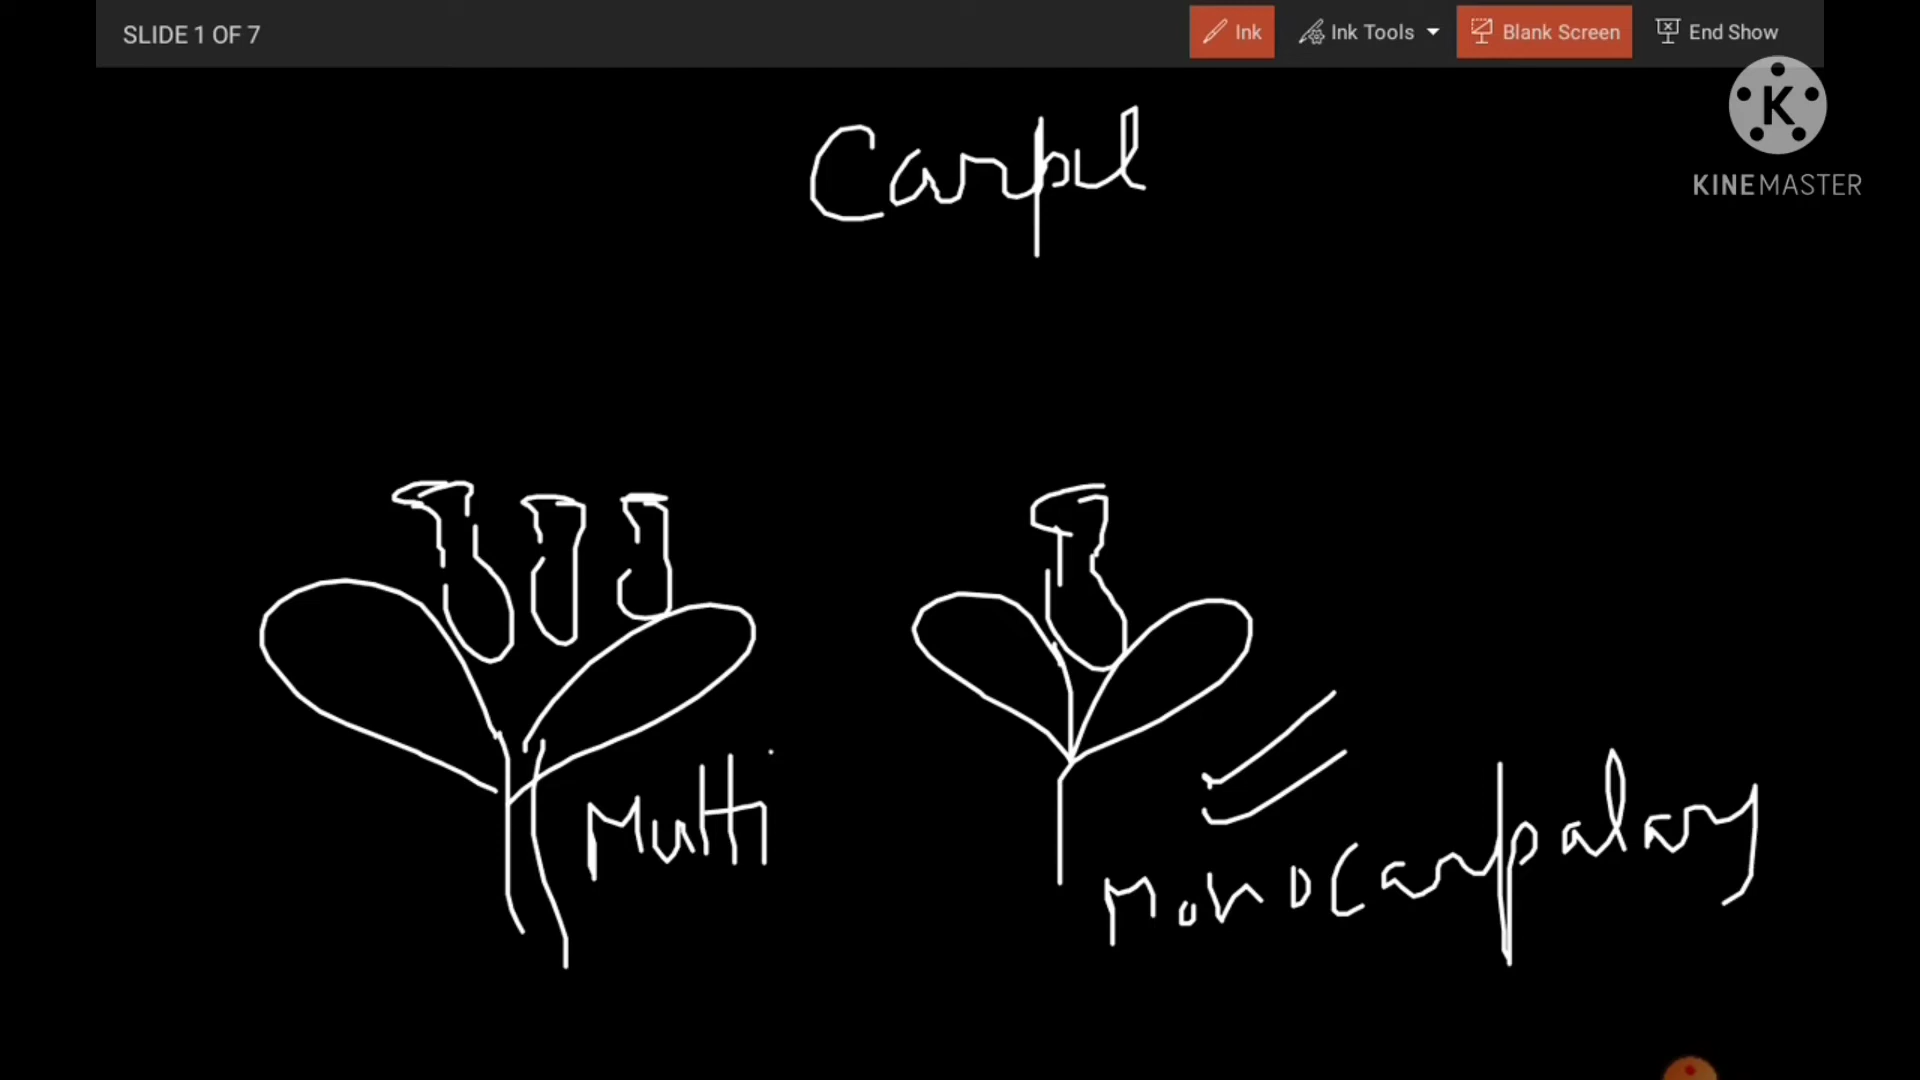 SLIDE 1 OF 7
Ink
Ink Tools
Blank Screen
End Show
K
KINEMASTER
Carpel
Multi
Monocarpalary